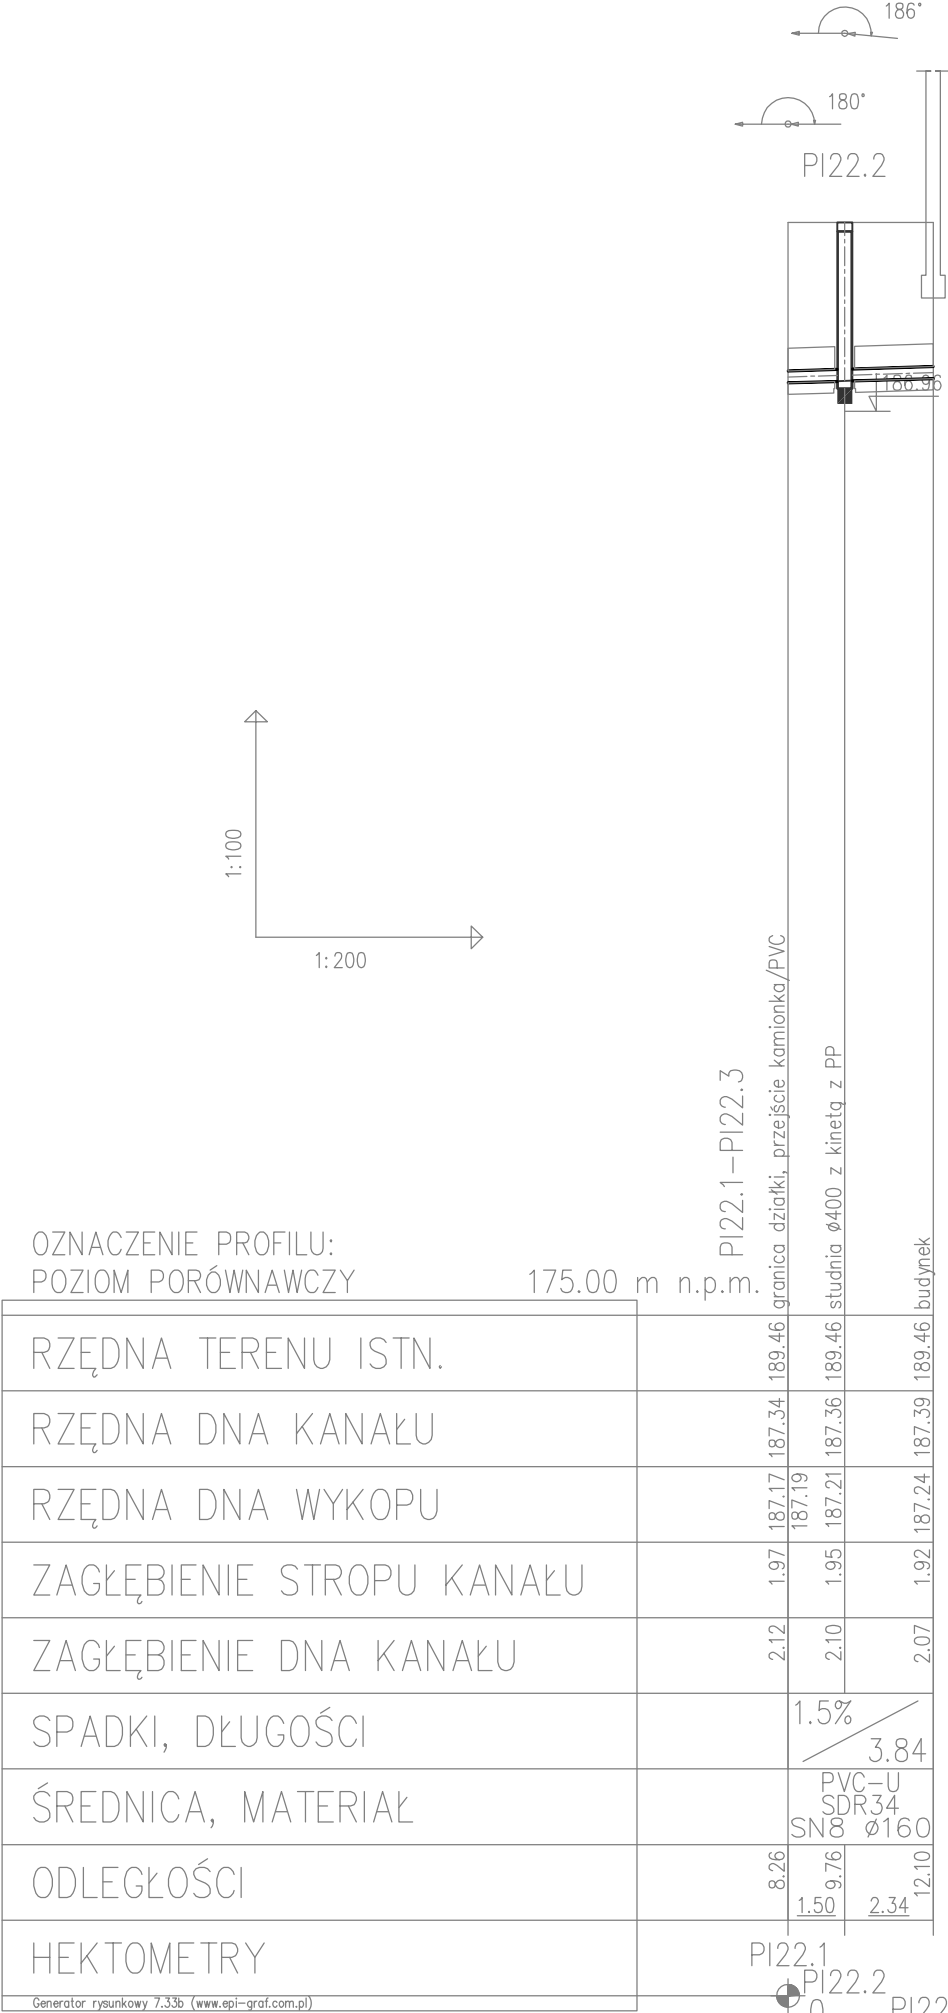 186°
180°
PI22.2
186.96
1:100
1:200
PI22.1-PI22.3
granica działki, przejście kamionka/PVC
studnia ø400 z kinetą z PP
budynek
OZNACZENIE PROFILU:
POZIOM PORÓWNAWCZY 175.00 m n.p.m.
RZĘDNA TERENU ISTN. 189.46 189.46 189.46
RZĘDNA DNA KANAŁU 187.34 187.36 187.39
RZĘDNA DNA WYKOPU 187.17 187.19 187.21 187.24
ZAGŁĘBIENIE STROPU KANAŁU 1.97 1.95 1.92
ZAGŁĘBIENIE DNA KANAŁU 2.12 2.10 2.07
SPADKI, DŁUGOŚCI 1.5% 3.84
ŚREDNICA, MATERIAŁ PVC-U
SDR34
SN8 ø160
ODLEGŁOŚCI 8.26 9.76 12.10
1.50 2.34
HEKTOMETRY PI22.1
PI22.2
0 PI22
Generator rysunkowy 7.33b (www.epi-graf.com.pl)